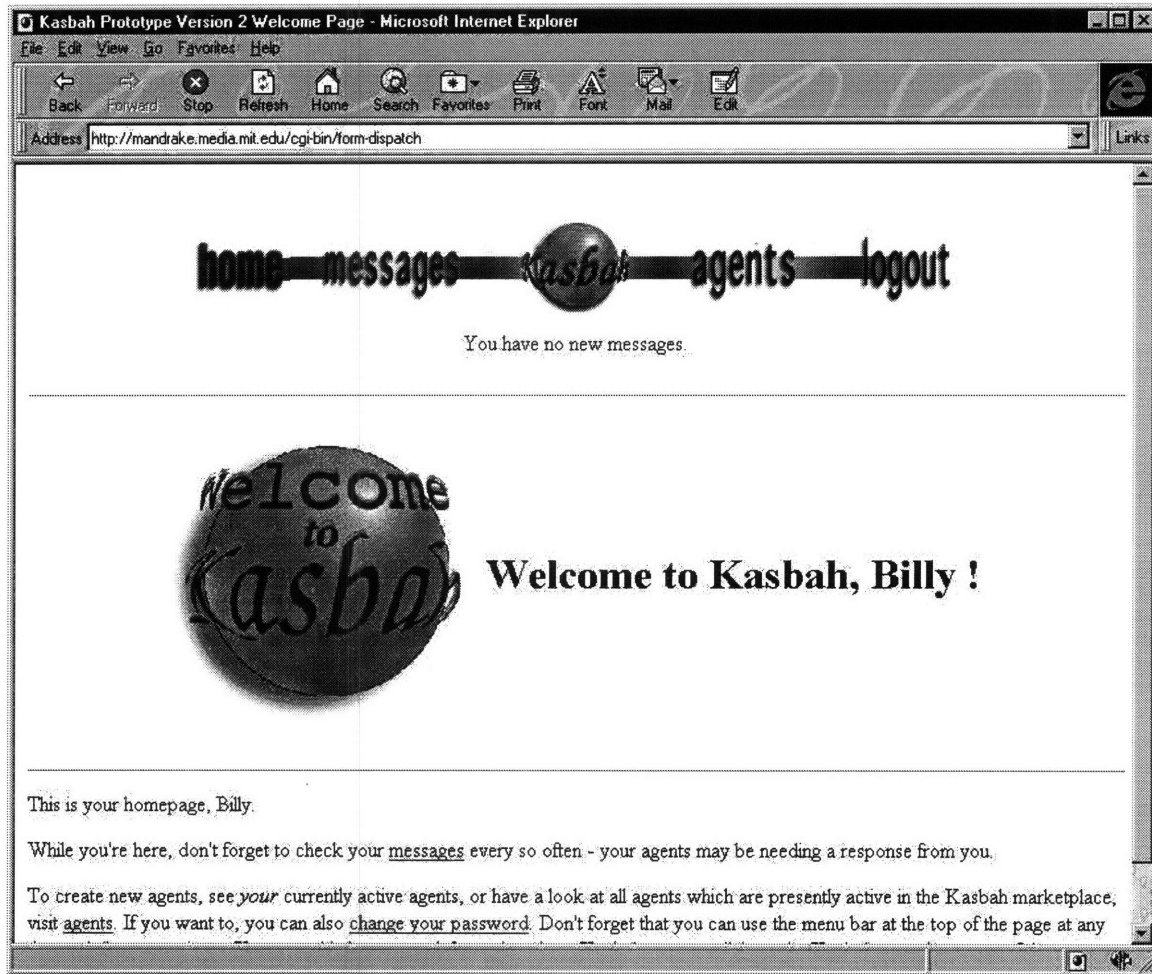 Kasbah Prototype Version 2 Welcome Page - Microsoft Internet Explorer
File Edit View Go Favorites Help
Back Forward Stop Refresh Home Search Favorites Print Font Mail Edit
Address http://mandrake.media.mit.edu/cgi-bin/form-dispatch Links
home messages Kasbah agents logout
You have no new messages.
Welcome
to
Kasbah
Welcome to Kasbah, Billy !
This is your homepage, Billy.
While you're here, don't forget to check your messages every so often - your agents may be needing a response from you.
To create new agents, see your currently active agents, or have a look at all agents which are presently active in the Kasbah marketplace,
visit agents. If you want to, you can also change your password. Don't forget that you can use the menu bar at the top of the page at any